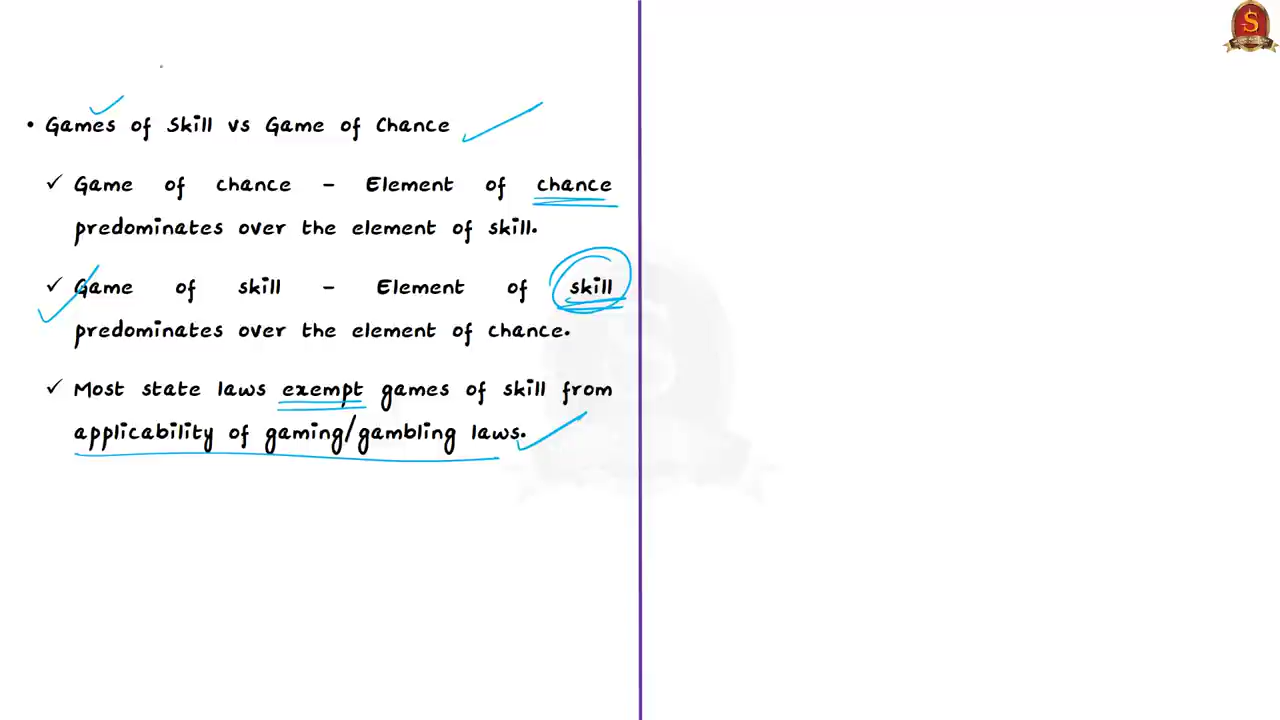 • Games of Skill vs Game of Chance
✓ Game of chance – Element of chance
predominates over the element of skill.
✓ Game of skill – Element of skill
predominates over the element of chance.
✓ Most state laws exempt games of skill from
applicability of gaming/gambling laws.